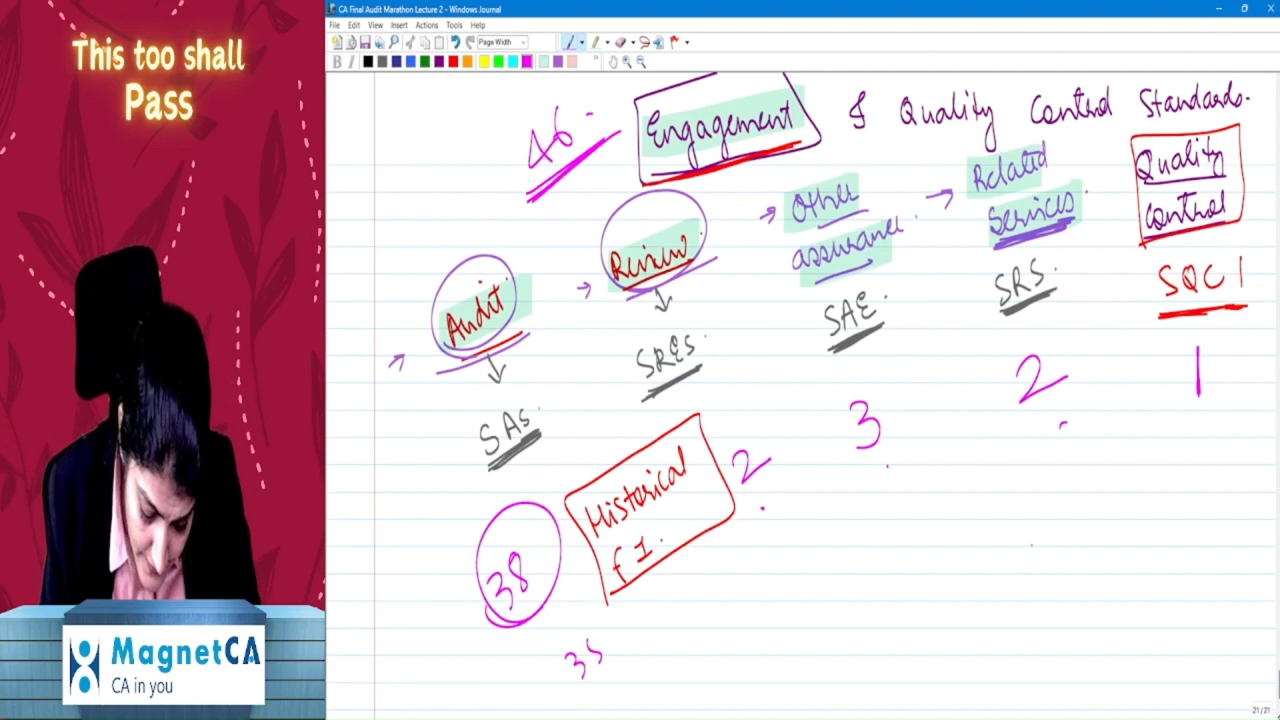 This too shall
Pass
MagnetCA
CA in you
CA Final Audit Marathon Lecture 2 - Windows Journal
File Edit View Insert Actions Tools Help
Page Width
B I
46.
Engagement & Quality Control Standards.
Audit
SAs.
38
35
Review
SREs.
Historical
f I.
2
Other
assurance.
SAE.
3
Related
Services
SRS.
2
Quality
Control
SQC 1
1
21 / 21